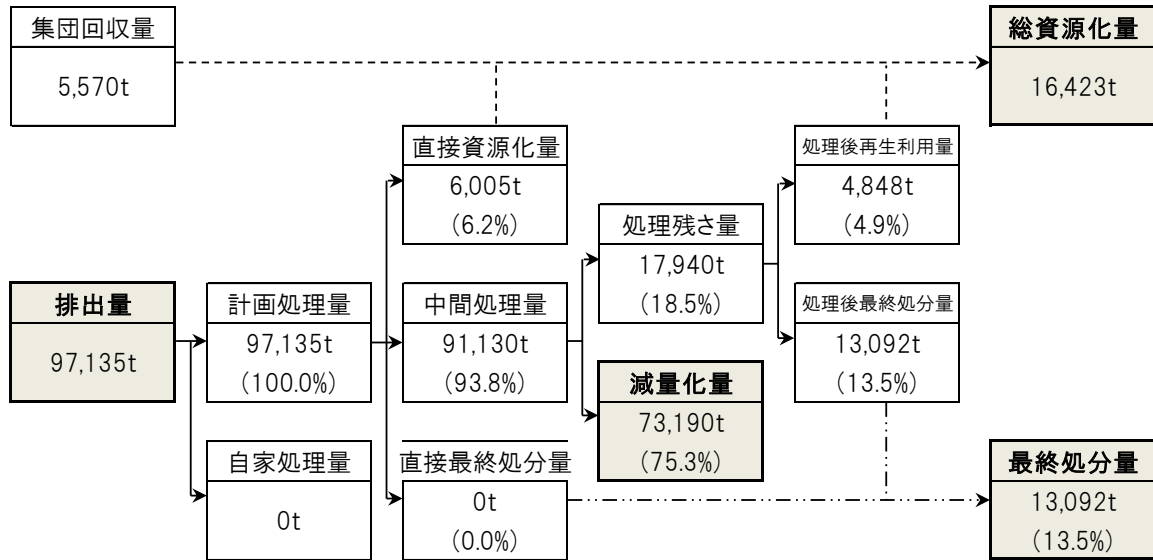 集団回収量
5,570t
総資源化量
16,423t
直接資源化量
6,005t
(6.2%)
処理後再生利用量
4,848t
(4.9%)
処理残さ量
17,940t
(18.5%)
排出量
97,135t
計画処理量
97,135t
(100.0%)
中間処理量
91,130t
(93.8%)
処理後最終処分量
13,092t
(13.5%)
減量化量
73,190t
(75.3%)
自家処理量
0t
直接最終処分量
0t
(0.0%)
最終処分量
13,092t
(13.5%)